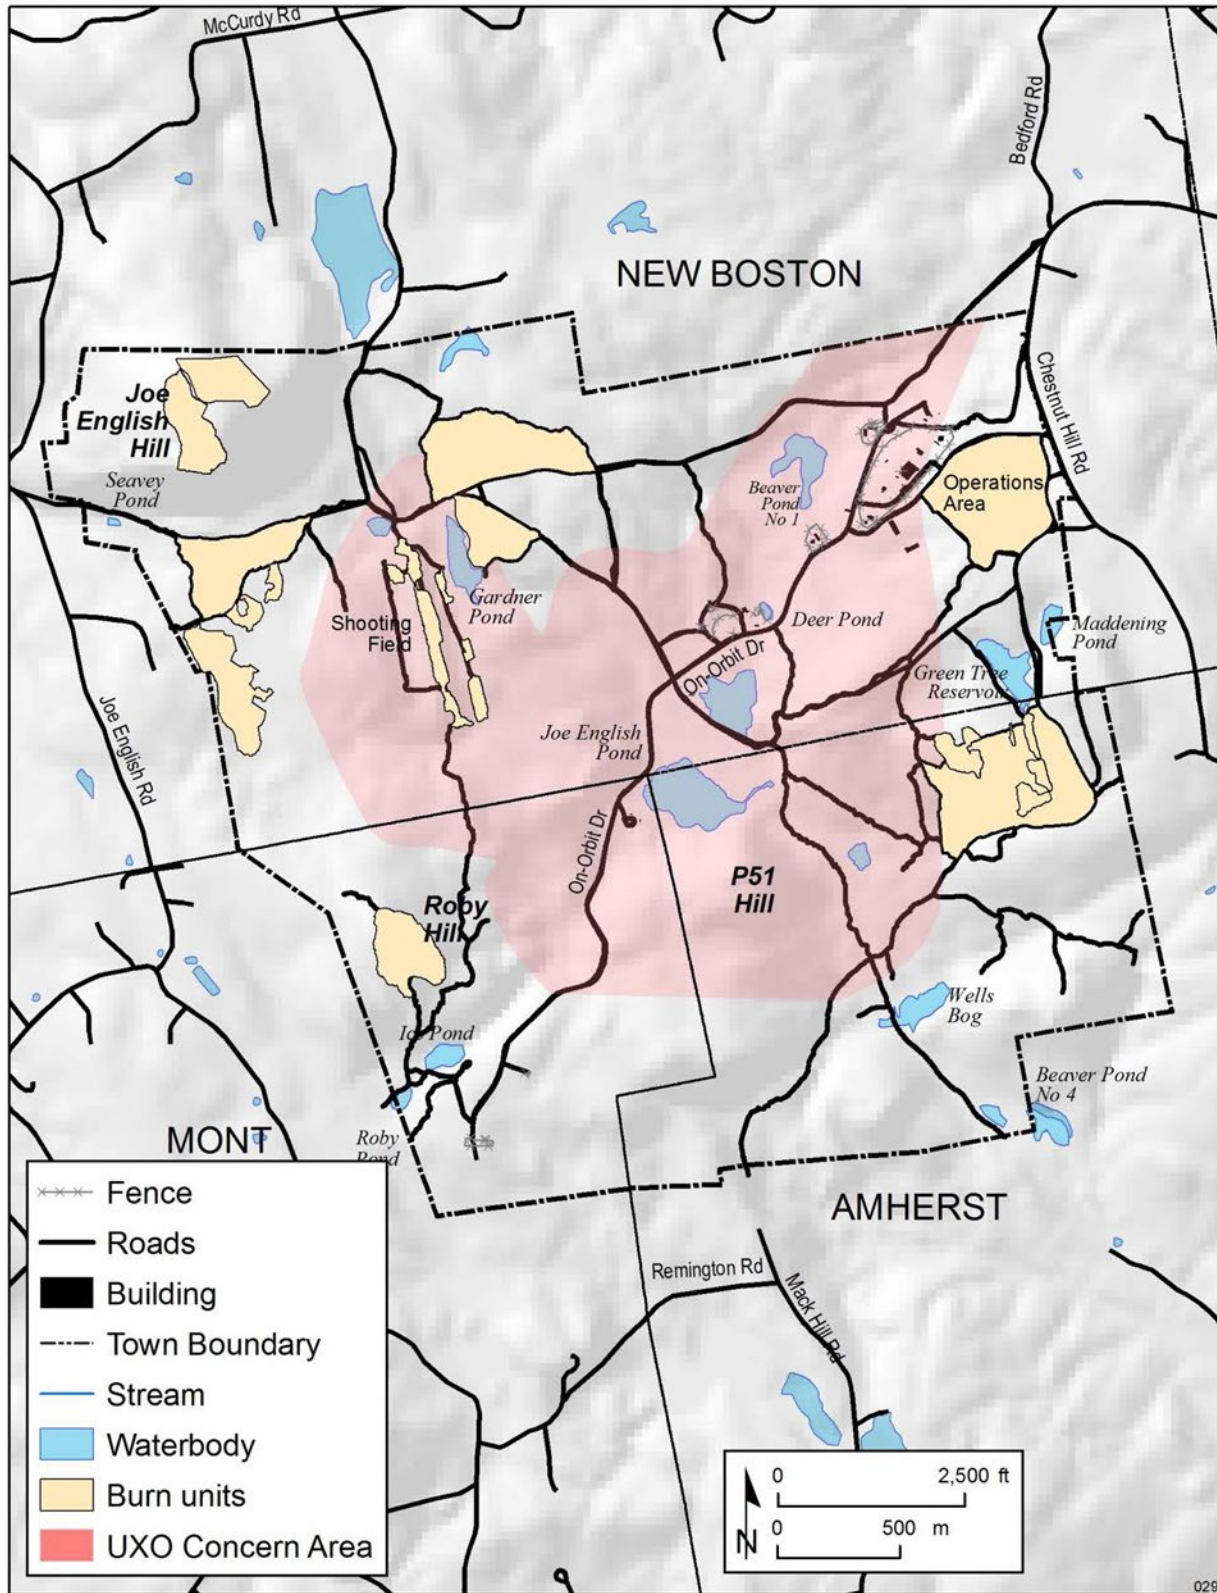 McCurdy Rd
Bedford Rd
NEW BOSTON
Joe
English
Hill
Chestnut Hill Rd
Seavey
Pond
Beaver
Pond
No 1
Operations
Area
Gardner
Pond
Shooting
Field
Deer Pond
Maddening
Pond
On-Orbit Dr
Green Tree
Reservoir
Joe English Rd
Joe English
Pond
On-Orbit Dr
P51
Hill
Roby
Hill
Wells
Bog
Ice Pond
Beaver Pond
No 4
MONT
Roby
Pond
AMHERST
Remington Rd
Mack Hill Rd
Fence
Roads
Building
Town Boundary
Stream
Waterbody
Burn units
UXO Concern Area
0 2,500 ft
0 500 m
N
029